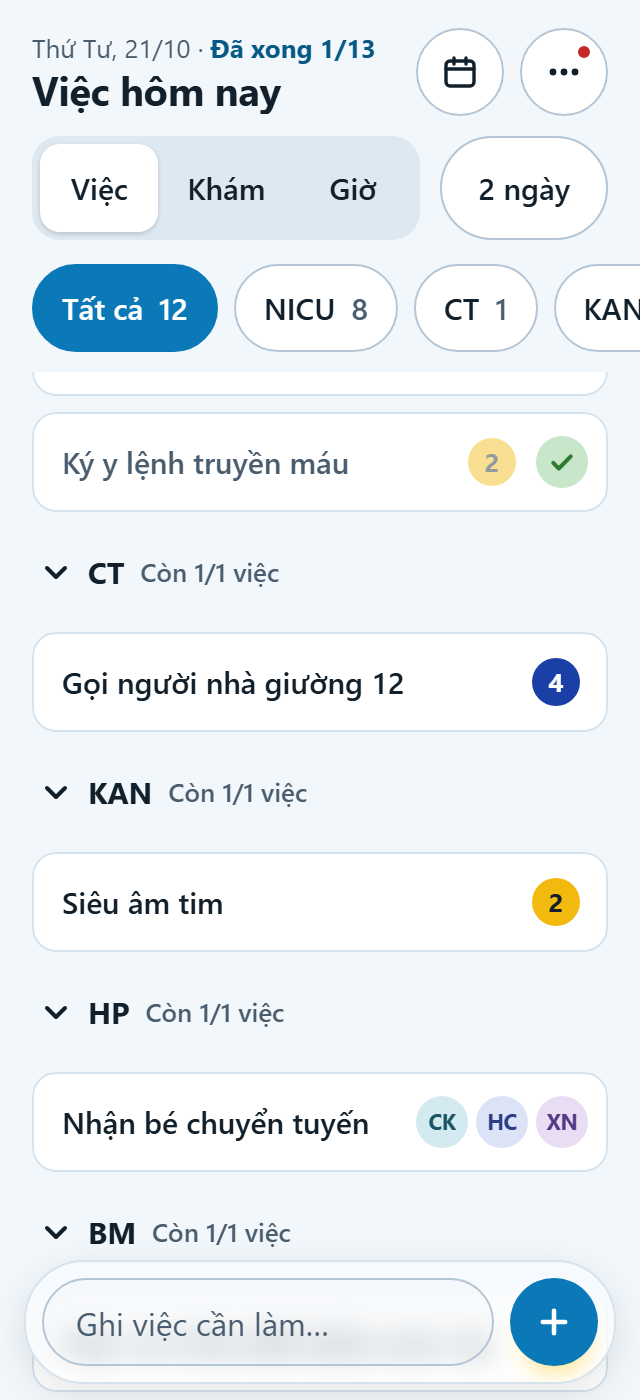 Thứ Tư, 21/10 · Đã xong 1/13
Việc hôm nay
Việc Khám Giờ 2 ngày
Tất cả 12 NICU 8 CT 1 KAN
Ký y lệnh truyền máu 2
CT Còn 1/1 việc
Gọi người nhà giường 12 4
KAN Còn 1/1 việc
Siêu âm tim 2
HP Còn 1/1 việc
Nhận bé chuyển tuyến CK HC XN
BM Còn 1/1 việc
Ghi việc cần làm...